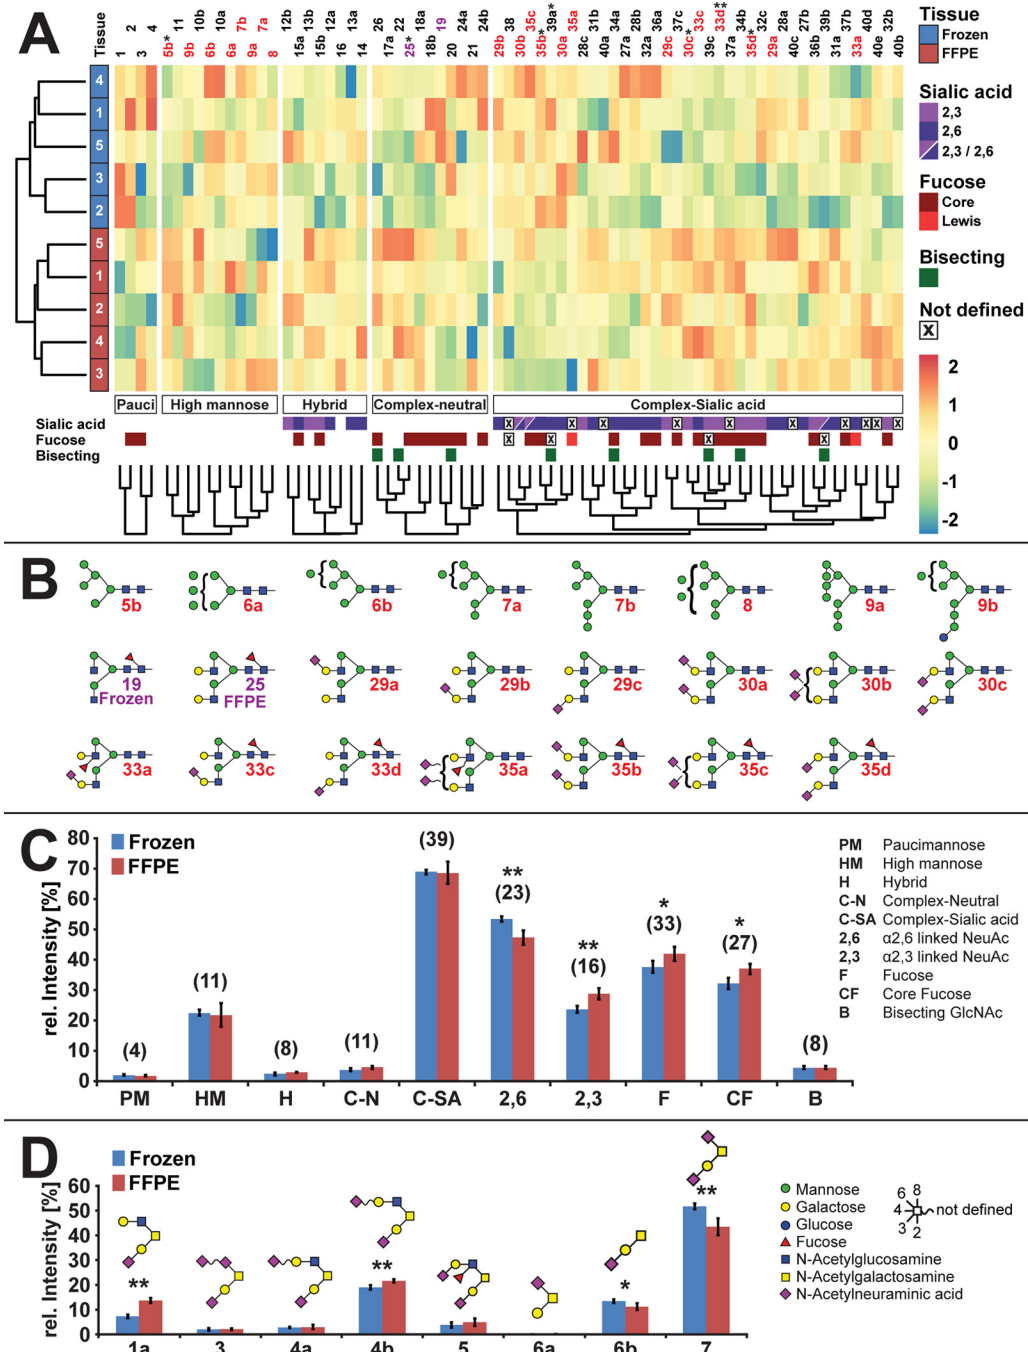 A
Tissue
1 2 3 4
5b* 11 9b 10b 6b 10a 6a 7b 9a 7a 8
12b 15a 13b 15b 12a 16 13a 14
26 17a 22 25* 18a 18b 19 20 24a 21 24b
29b 38 30b 35c 35b* 39a* 30a 35a 28c 31b 40a 34a 27a 28b 32a 36a 29c 37c 30c* 33c 39c 33d** 37a 34b 35d* 32c 29a 28a 40c 27b 36b 39b 31a 37b 33a 40d 40e 32b 40b
4
1
5
3
2
5
1
2
4
3
Pauci High mannose Hybrid Complex-neutral Complex-Sialic acid
Sialic acid
Fucose
Bisecting
Tissue
Frozen
FFPE
Sialic acid
2,3
2,6
2,3 / 2,6
Fucose
Core
Lewis
Bisecting
Not defined
X
2
1
0
-1
-2
B
5b 6a 6b 7a 7b 8 9a 9b
19 25 29a 29b 29c 30a 30b 30c
Frozen FFPE
33a 33c 33d 35a 35b 35c 35d
C
Frozen
FFPE
rel. Intensity [%]
80
70
60
50
40
30
20
10
0
(4) (11) (8) (11) (39) ** (23) ** (16) * (33) * (27) (8)
PM HM H C-N C-SA 2,6 2,3 F CF B
PM Paucimannose
HM High mannose
H Hybrid
C-N Complex-Neutral
C-SA Complex-Sialic acid
2,6 α2,6 linked NeuAc
2,3 α2,3 linked NeuAc
F Fucose
CF Core Fucose
B Bisecting GlcNAc
D
Frozen
FFPE
rel. Intensity [%]
60
50
40
30
20
10
0
** ** * **
1a 3 4a 4b 5 6a 6b 7
Mannose
Galactose
Glucose
Fucose
N-Acetylglucosamine
N-Acetylgalactosamine
N-Acetylneuraminic acid
6 8
4 not defined
3 2